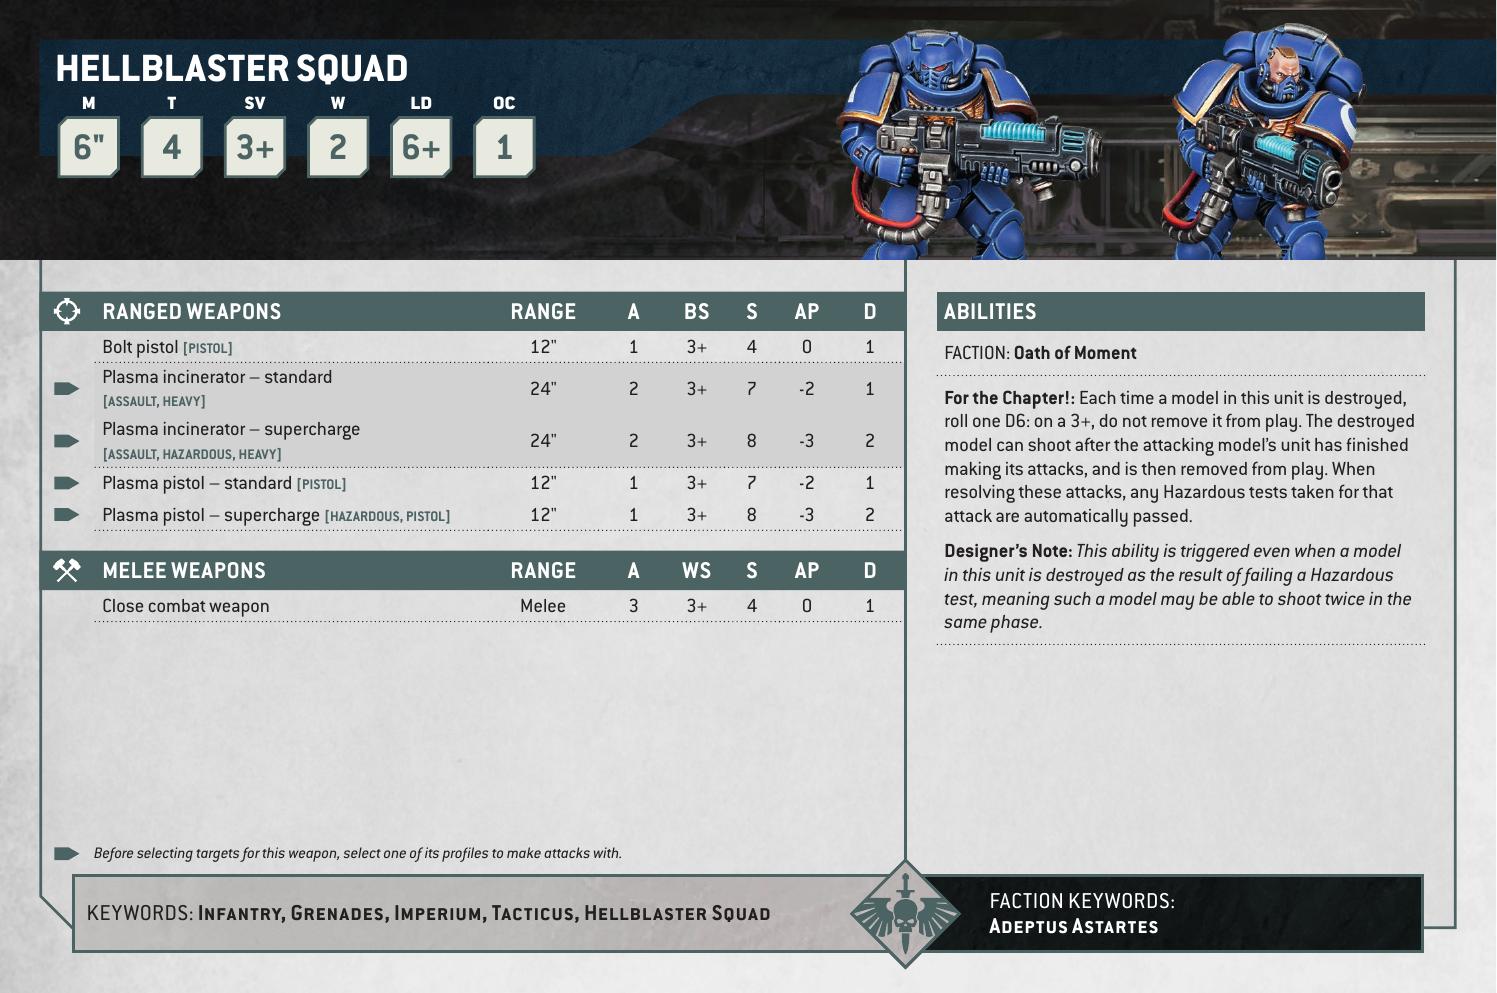 HELLBLASTER SQUAD
M T SV W LD OC
6" 4 3+ 2 6+ 1
RANGED WEAPONS RANGE A BS S AP D
Bolt pistol [PISTOL] 12" 1 3+ 4 0 1
Plasma incinerator – standard
[ASSAULT, HEAVY] 24" 2 3+ 7 -2 1
Plasma incinerator – supercharge
[ASSAULT, HAZARDOUS, HEAVY] 24" 2 3+ 8 -3 2
Plasma pistol – standard [PISTOL] 12" 1 3+ 7 -2 1
Plasma pistol – supercharge [HAZARDOUS, PISTOL] 12" 1 3+ 8 -3 2
MELEE WEAPONS RANGE A WS S AP D
Close combat weapon Melee 3 3+ 4 0 1
Before selecting targets for this weapon, select one of its profiles to make attacks with.
ABILITIES
FACTION: Oath of Moment
For the Chapter!: Each time a model in this unit is destroyed,
roll one D6: on a 3+, do not remove it from play. The destroyed
model can shoot after the attacking model's unit has finished
making its attacks, and is then removed from play. When
resolving these attacks, any Hazardous tests taken for that
attack are automatically passed.
Designer's Note: This ability is triggered even when a model
in this unit is destroyed as the result of failing a Hazardous
test, meaning such a model may be able to shoot twice in the
same phase.
KEYWORDS: INFANTRY, GRENADES, IMPERIUM, TACTICUS, HELLBLASTER SQUAD
FACTION KEYWORDS:
ADEPTUS ASTARTES